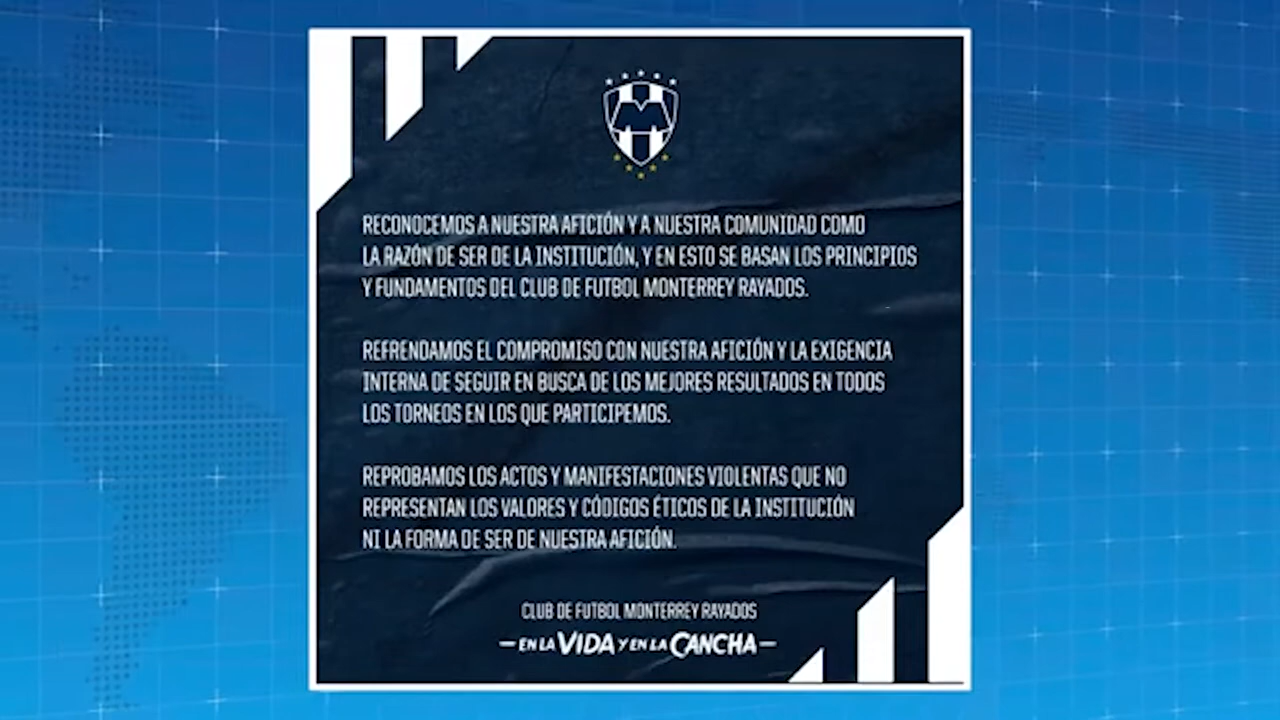 RECONOCEMOS A NUESTRA AFICIÓN Y A NUESTRA COMUNIDAD COMO
LA RAZÓN DE SER DE LA INSTITUCIÓN, Y EN ESTO SE BASAN LOS PRINCIPIOS
Y FUNDAMENTOS DEL CLUB DE FUTBOL MONTERREY RAYADOS.
REFRENDAMOS EL COMPROMISO CON NUESTRA AFICIÓN Y LA EXIGENCIA
INTERNA DE SEGUIR EN BUSCA DE LOS MEJORES RESULTADOS EN TODOS
LOS TORNEOS EN LOS QUE PARTICIPEMOS.
REPROBAMOS LOS ACTOS Y MANIFESTACIONES VIOLENTAS QUE NO
REPRESENTAN LOS VALORES Y CÓDIGOS ÉTICOS DE LA INSTITUCIÓN
NI LA FORMA DE SER DE NUESTRA AFICIÓN.
CLUB DE FUTBOL MONTERREY RAYADOS
— EN LA VIDA Y EN LA CANCHA —